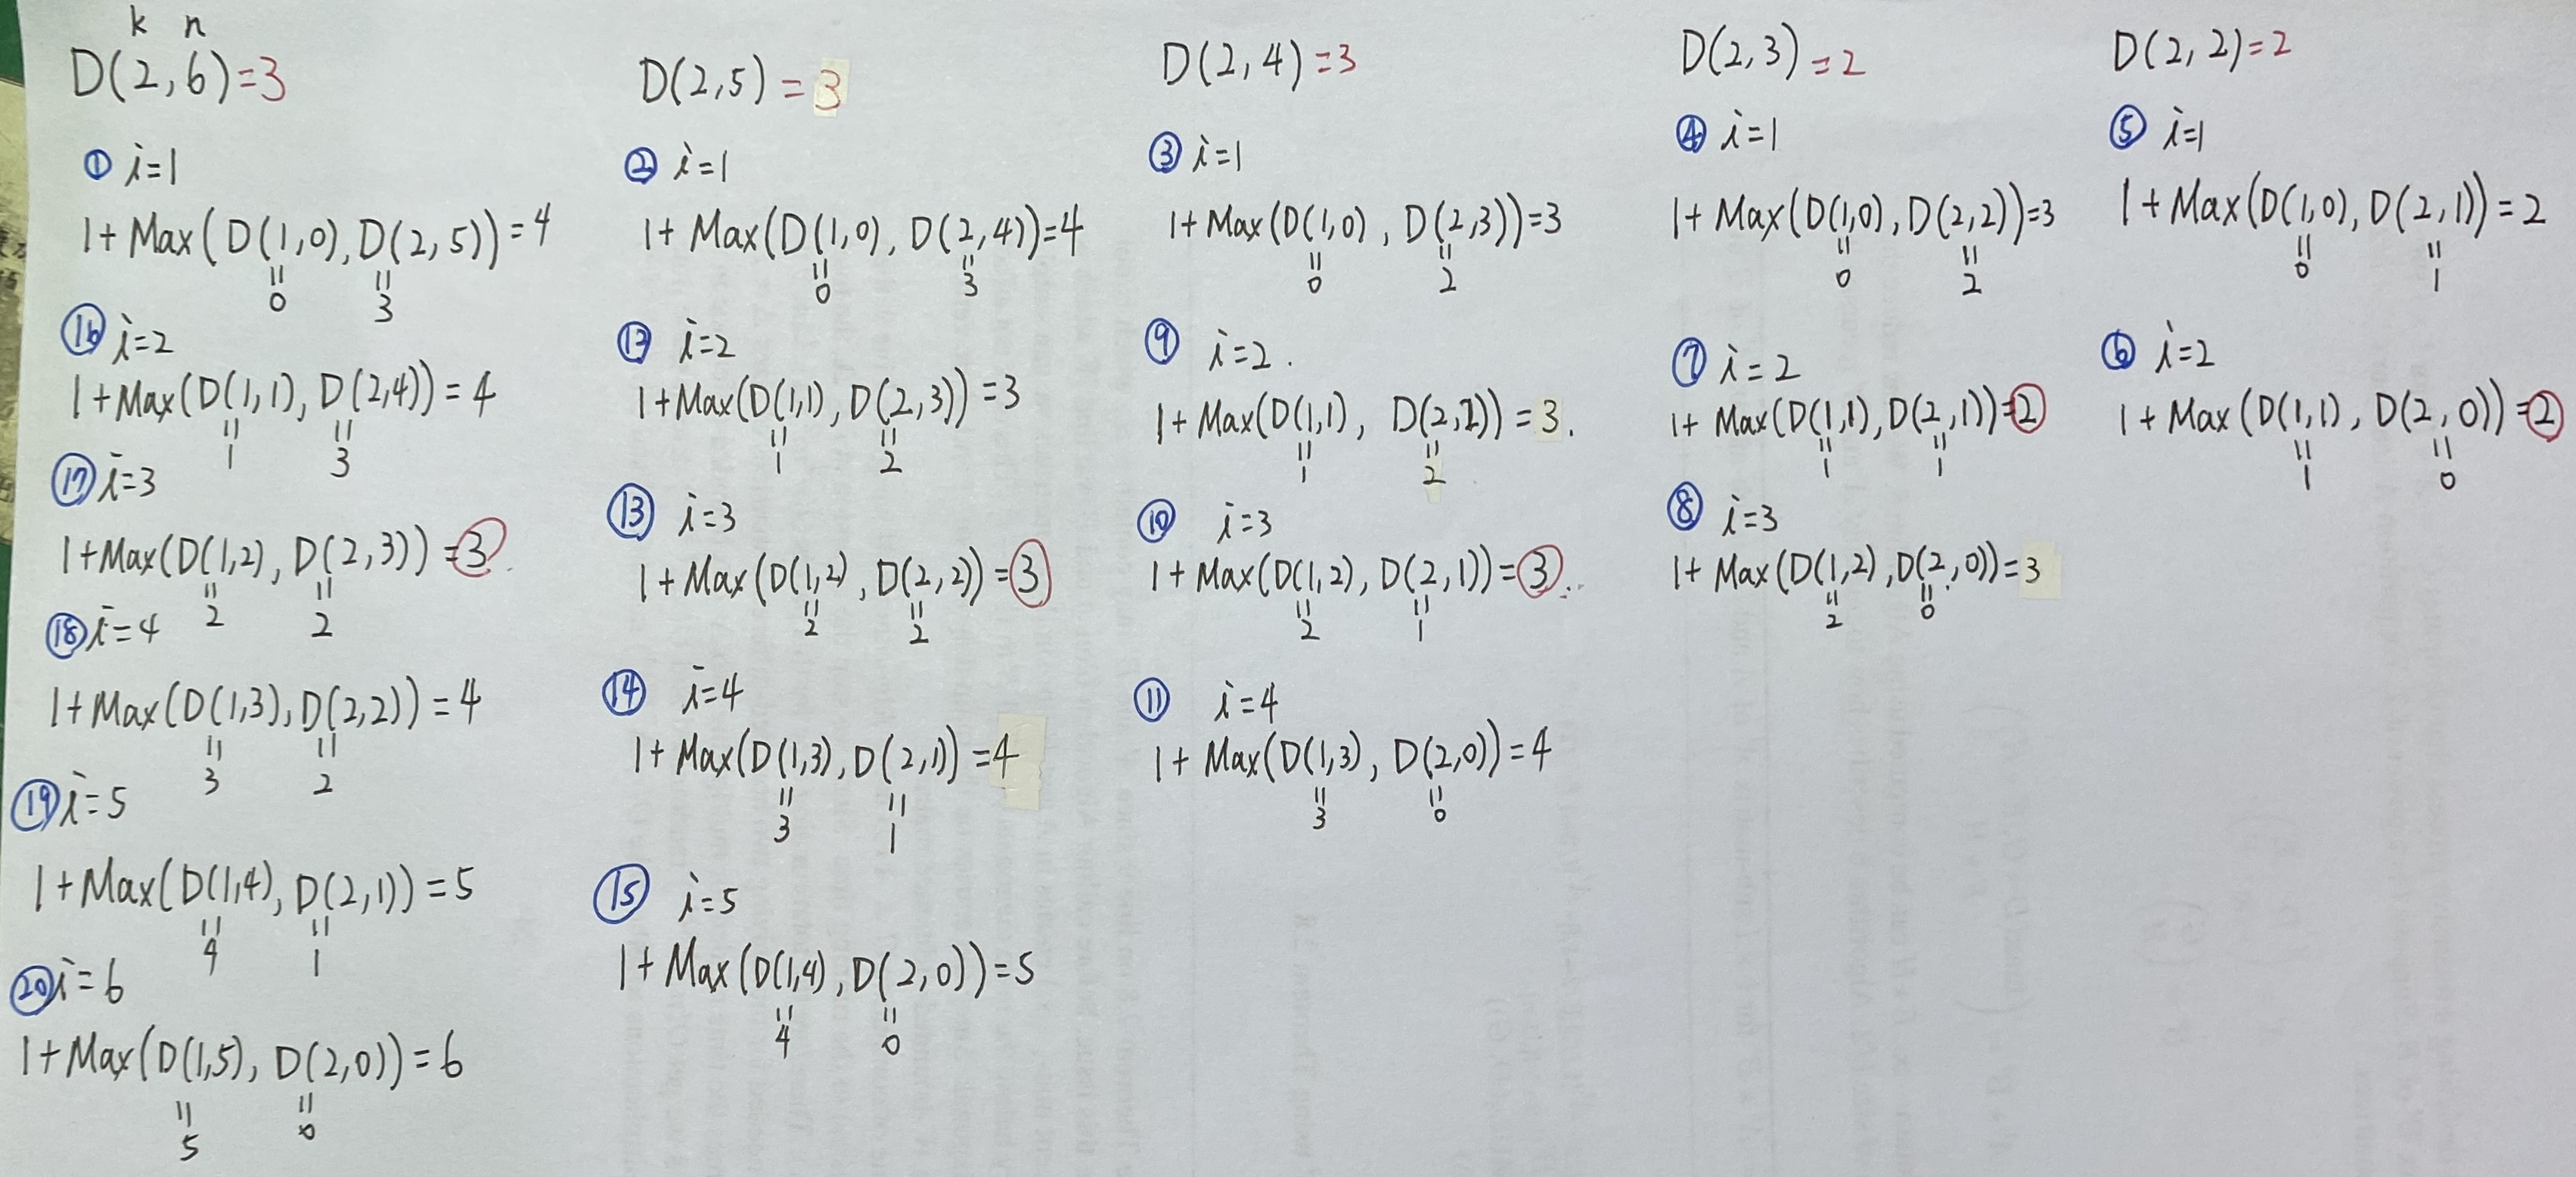 k n
D(2,6)=3
① i=1
1+Max(D(1,0),D(2,5))=4
=0 =3
⑯ i=2
1+Max(D(1,1),D(2,4))=4
=1 =3
⑰ i=3
1+Max(D(1,2),D(2,3))=3
=2 =2
⑱ i=4
1+Max(D(1,3),D(2,2))=4
=3 =2
⑲ i=5
1+Max(D(1,4),D(2,1))=5
=4 =1
⑳ i=6
1+Max(D(1,5),D(2,0))=6
=5 =0
D(2,5)=3
② i=1
1+Max(D(1,0),D(2,4))=4
=0 =3
⑫ i=2
1+Max(D(1,1),D(2,3))=3
=1 =2
⑬ i=3
1+Max(D(1,2),D(2,2))=③
=2 =2
⑭ i=4
1+Max(D(1,3),D(2,1))=4
=3 =1
⑮ i=5
1+Max(D(1,4),D(2,0))=5
=4 =0
D(2,4)=3
③ i=1
1+Max(D(1,0),D(2,3))=3
=0 =2
⑨ i=2.
1+Max(D(1,1),D(2,2))=3.
=1 =2
⑩ i=3
1+Max(D(1,2),D(2,1))=③
=2 =1
⑪ i=4
1+Max(D(1,3),D(2,0))=4
=3 =0
D(2,3)=2
④ i=1
1+Max(D(1,0),D(2,2))=3
=0 =2
⑦ i=2
1+Max(D(1,1),D(2,1))=②
=1 =1
⑧ i=3
1+Max(D(1,2),D(2,0))=3
=2 =0
D(2,2)=2
⑤ i=1
1+Max(D(1,0),D(2,1))=2
=0 =1
⑥ i=2
1+Max(D(1,1),D(2,0))=②
=1 =0